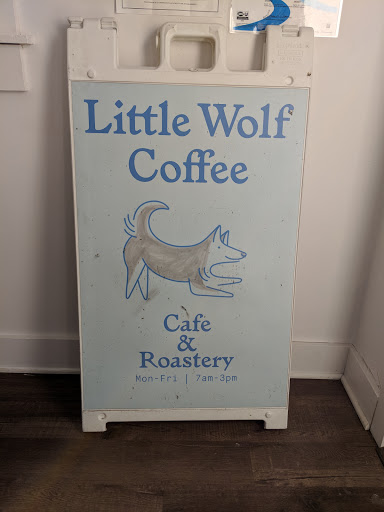 Little Wolf
Coffee
Cafe
&
Roastery
Mon-Fri | 7am-3pm